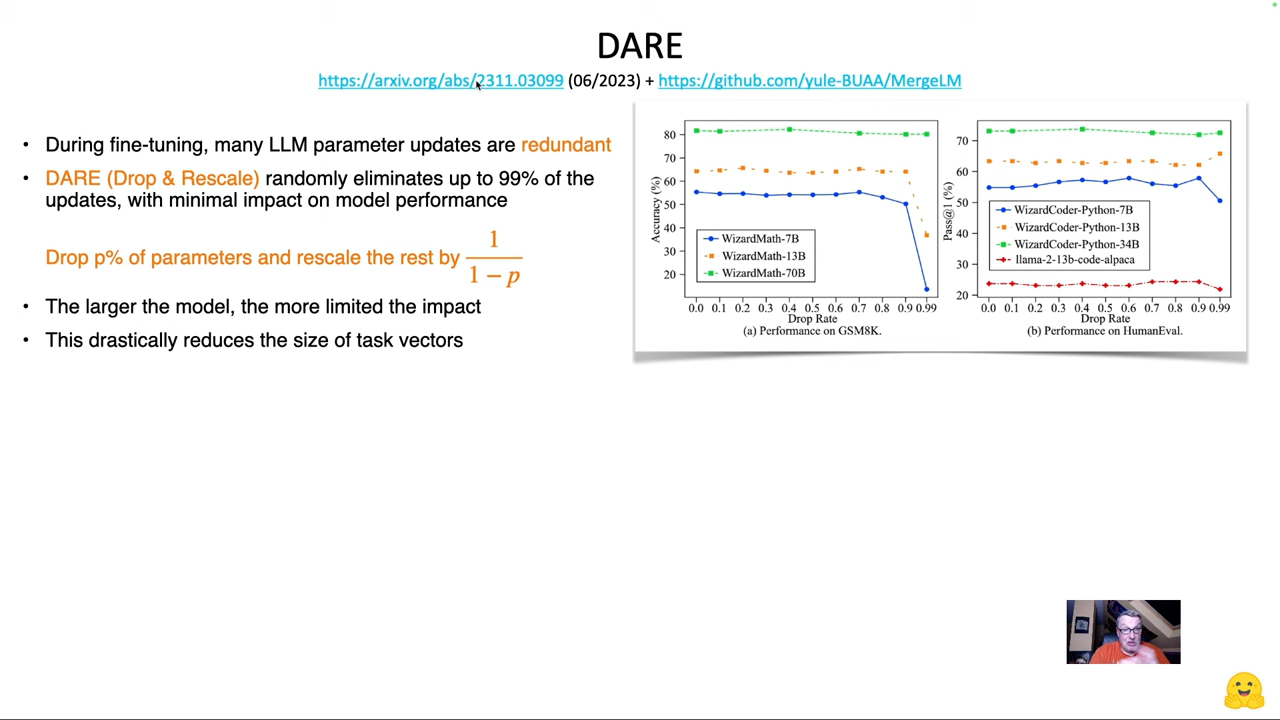 DARE
https://arxiv.org/abs/2311.03099 (06/2023) + https://github.com/yule-BUAA/MergeLM
• During fine-tuning, many LLM parameter updates are redundant
• DARE (Drop & Rescale) randomly eliminates up to 99% of the
updates, with minimal impact on model performance
Drop p% of parameters and rescale the rest by 1/(1 − p)
• The larger the model, the more limited the impact
• This drastically reduces the size of task vectors
Accuracy (%)
80
70
60
50
40
30
20
WizardMath-7B
WizardMath-13B
WizardMath-70B
0.0 0.1 0.2 0.3 0.4 0.5 0.6 0.7 0.8 0.9 0.99
Drop Rate
(a) Performance on GSM8K.
Pass@1 (%)
70
60
50
40
30
20
WizardCoder-Python-7B
WizardCoder-Python-13B
WizardCoder-Python-34B
llama-2-13b-code-alpaca
0.0 0.1 0.2 0.3 0.4 0.5 0.6 0.7 0.8 0.9 0.99
Drop Rate
(b) Performance on HumanEval.